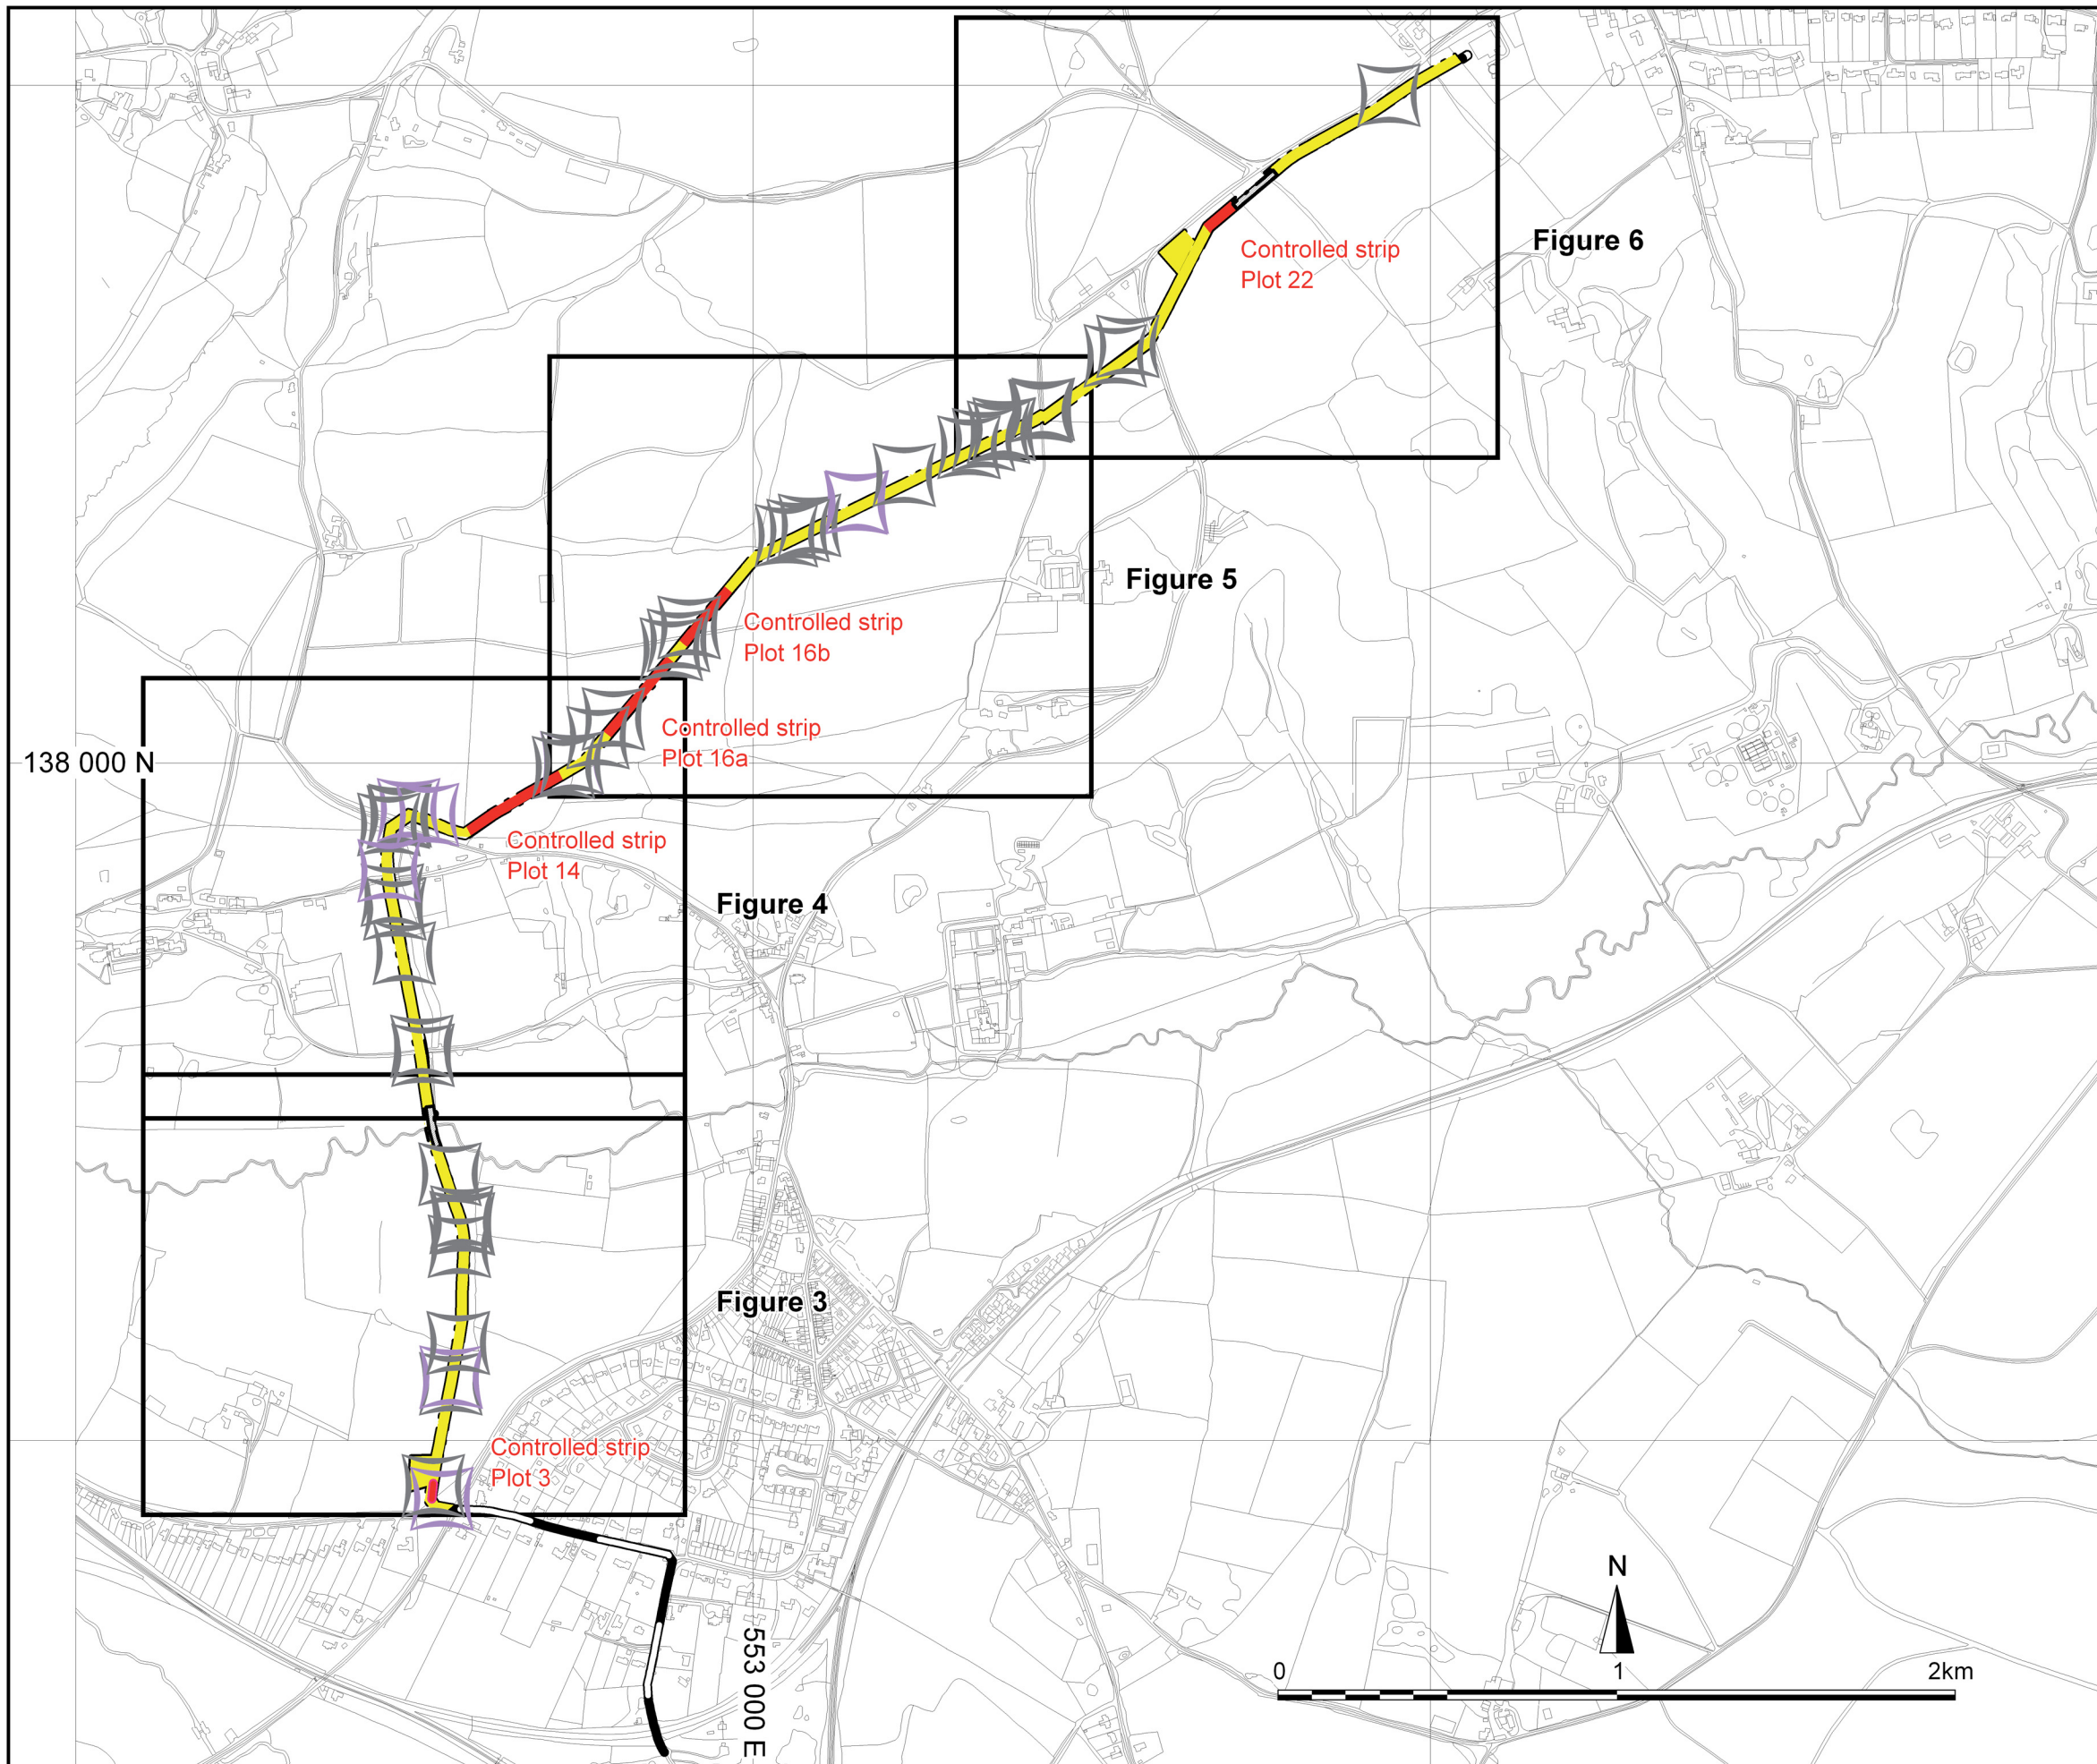 Figure 6
Controlled strip
Plot 22
Figure 5
Controlled strip
Plot 16b
Controlled strip
Plot 16a
138 000 N
Controlled strip
Plot 14
Figure 4
Figure 3
Controlled strip
Plot 3
553 000 E
N
0 1 2km